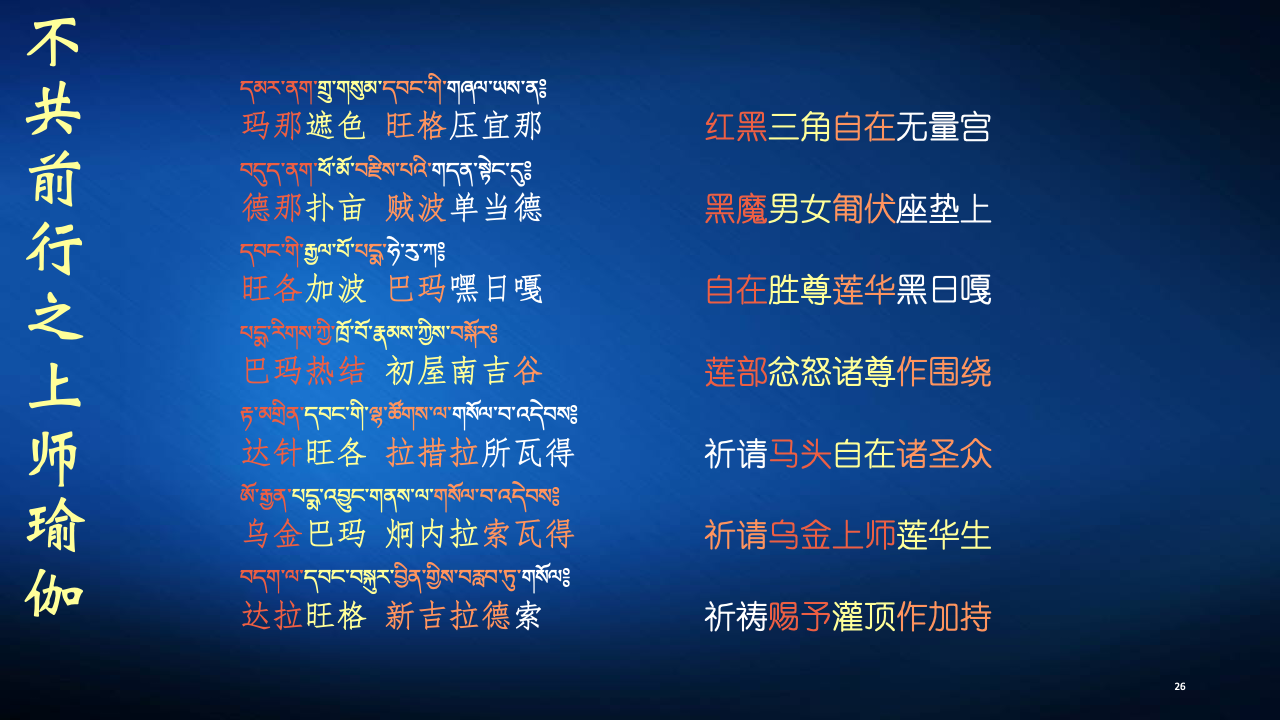 不共前行之上师瑜伽
དམར་ནག་གྲུ་གསུམ་དབང་གི་གཞལ་ཡས་ན༔
玛那遮色 旺格压宜那
红黑三角自在无量宫
བདུད་ནག་ཕོ་མོ་བརྫིས་པའི་གདན་སྟེང་དུ༔
德那扑亩 贼波单当德
黑魔男女匍伏座垫上
དབང་གི་རྒྱལ་པོ་པདྨ་ཧེ་རུ་ཀ༔
旺各加波 巴玛嘿日嘎
自在胜尊莲华黑日嘎
པདྨ་རིགས་ཀྱི་ཁྲོ་བོ་རྣམས་ཀྱིས་བསྐོར༔
巴玛热结 初屋南吉谷
莲部忿怒诸尊作围绕
རྟ་མགྲིན་དབང་གི་ལྷ་ཚོགས་ལ་གསོལ་བ་འདེབས༔
达针旺各 拉措拉所瓦得
祈请马头自在诸圣众
ཨོ་རྒྱན་པདྨ་འབྱུང་གནས་ལ་གསོལ་བ་འདེབས༔
乌金巴玛 炯内拉索瓦得
祈请乌金上师莲华生
བདག་ལ་དབང་བསྐུར་བྱིན་གྱིས་བརླབ་ཏུ་གསོལ༔
达拉旺格 新吉拉德索
祈祷赐予灌顶作加持
26